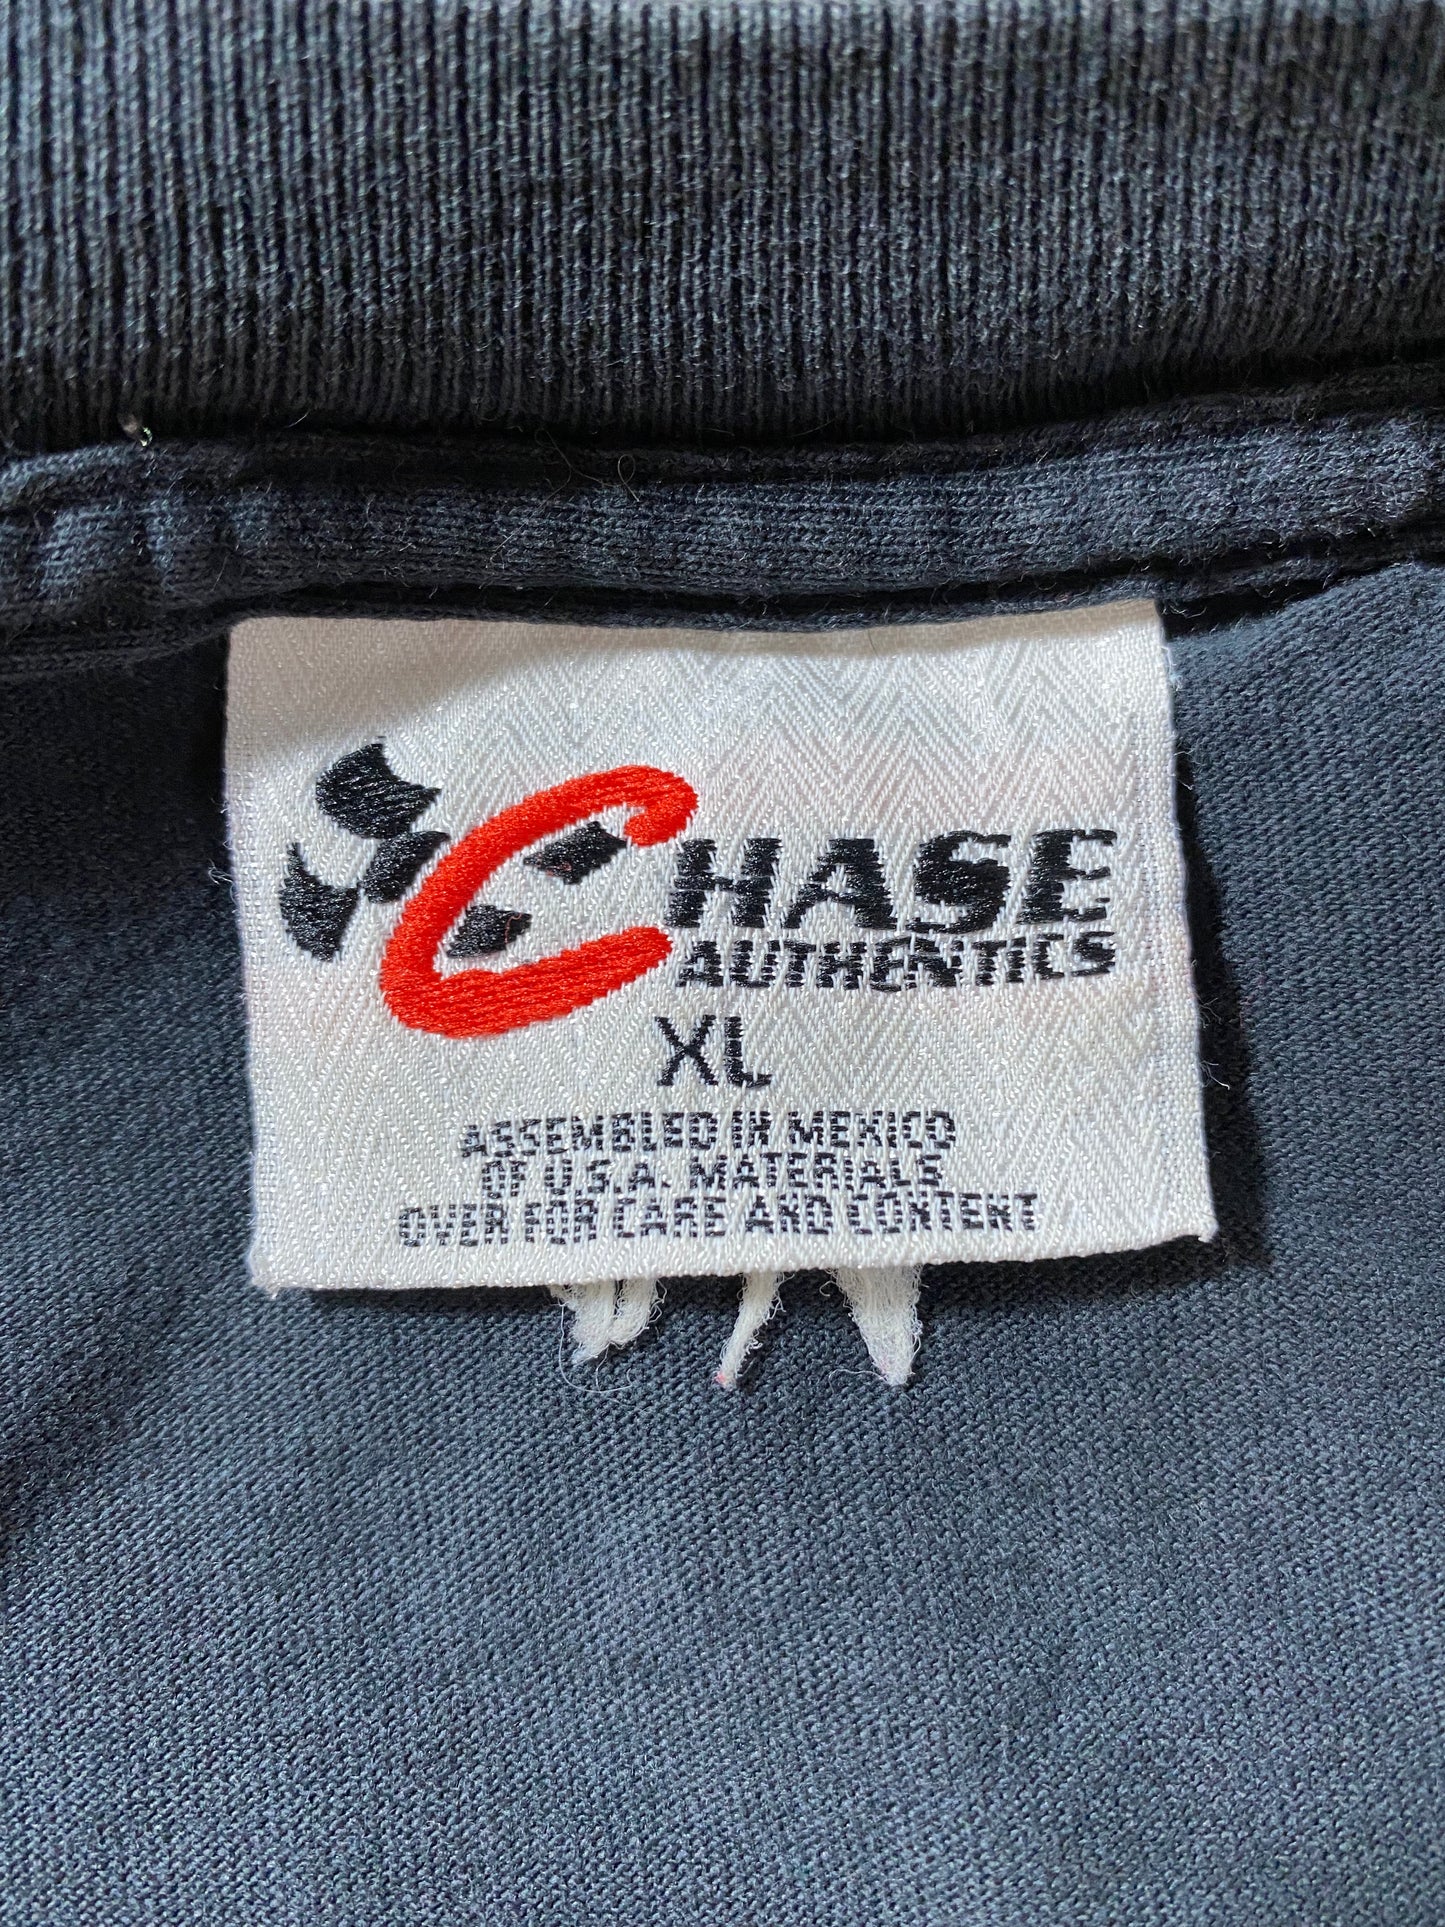 CHASE
AUTHENTICS
XL
ASSEMBLED IN MEXICO
OF U.S.A. MATERIALS
OVER FOR CARE AND CONTENT